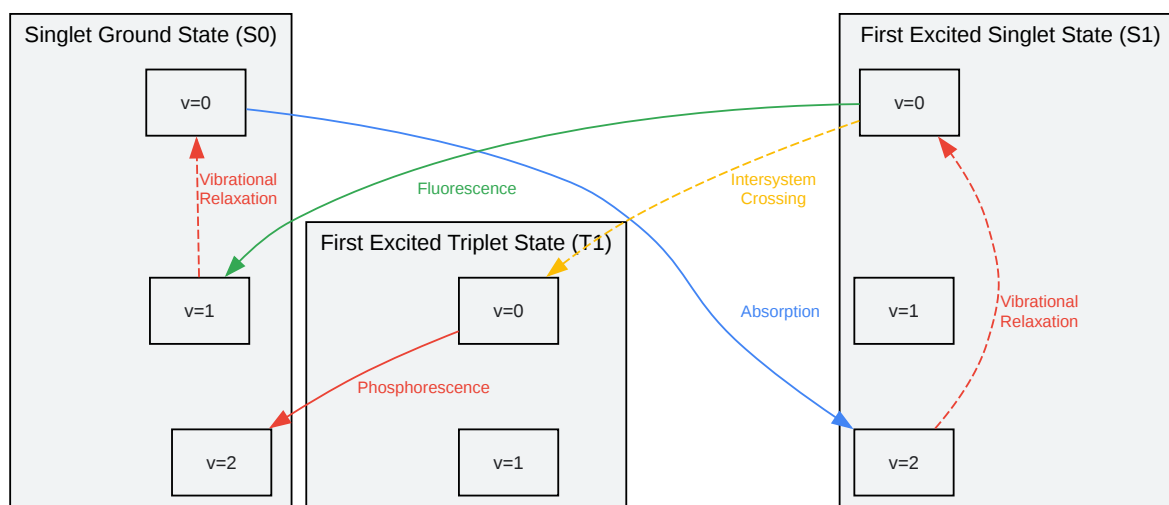 Singlet Ground State (S0)
First Excited Singlet State (S1)
v=0
v=0
Vibrational
Relaxation
Fluorescence
Intersystem
Crossing
First Excited Triplet State (T1)
v=1
v=0
Absorption
v=1
Vibrational
Relaxation
Phosphorescence
v=2
v=1
v=2